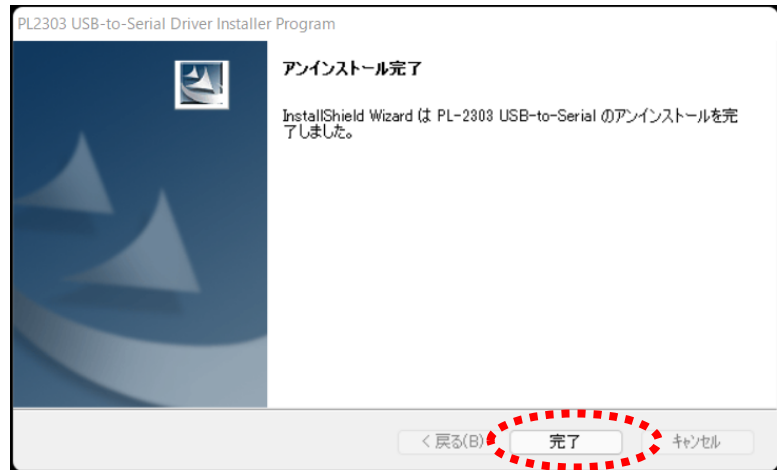 PL2303 USB-to-Serial Driver Installer Program
アンインストール完了
InstallShield Wizard は PL-2303 USB-to-Serial のアンインストールを完
了しました。
< 戻る(B)
完了
キャンセル